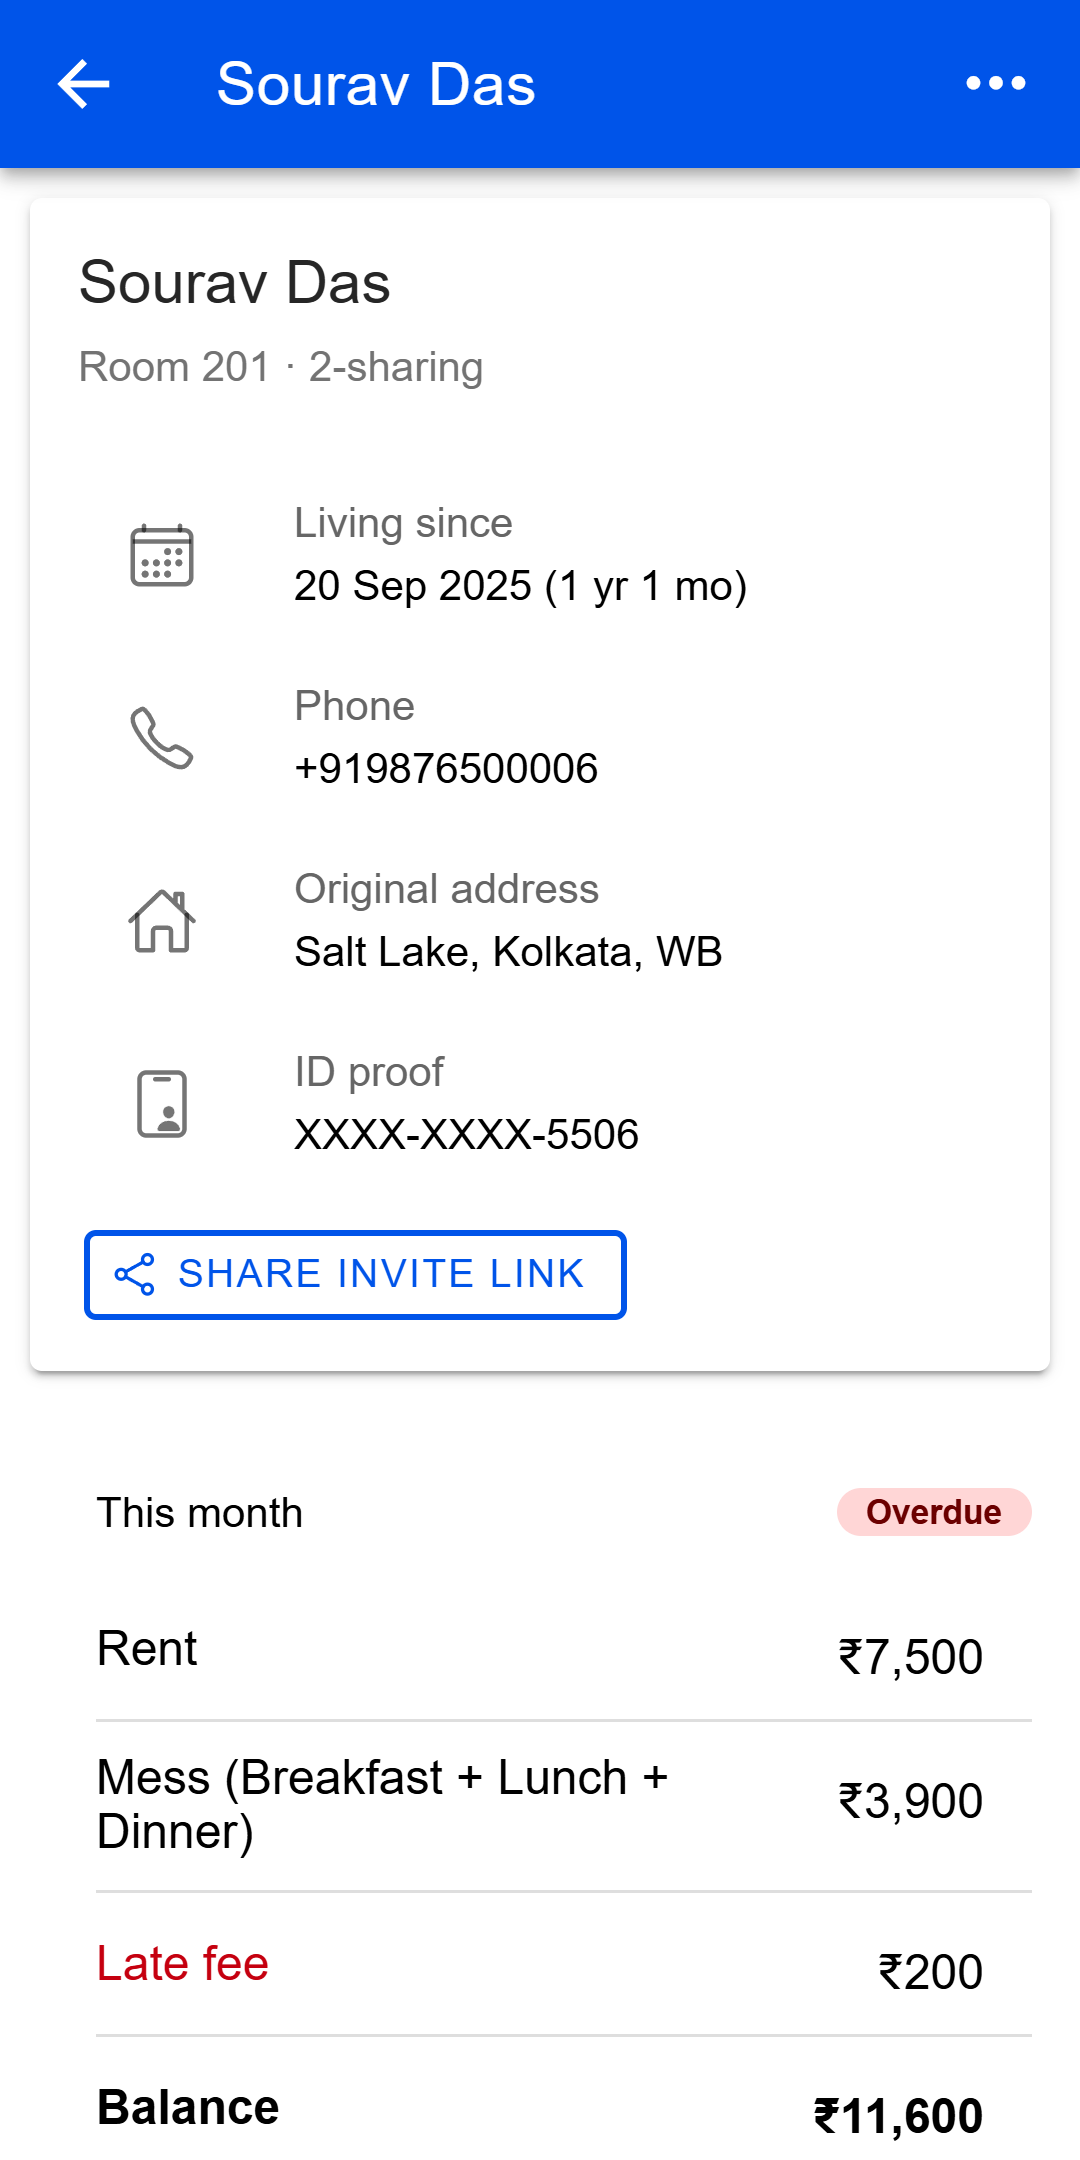 Sourav Das
Sourav Das
Room 201 · 2-sharing
Living since
20 Sep 2025 (1 yr 1 mo)
Phone
+919876500006
Original address
Salt Lake, Kolkata, WB
ID proof
XXXX-XXXX-5506
SHARE INVITE LINK
This month
Overdue
Rent
₹7,500
Mess (Breakfast + Lunch +
Dinner)
₹3,900
Late fee
₹200
Balance
₹11,600